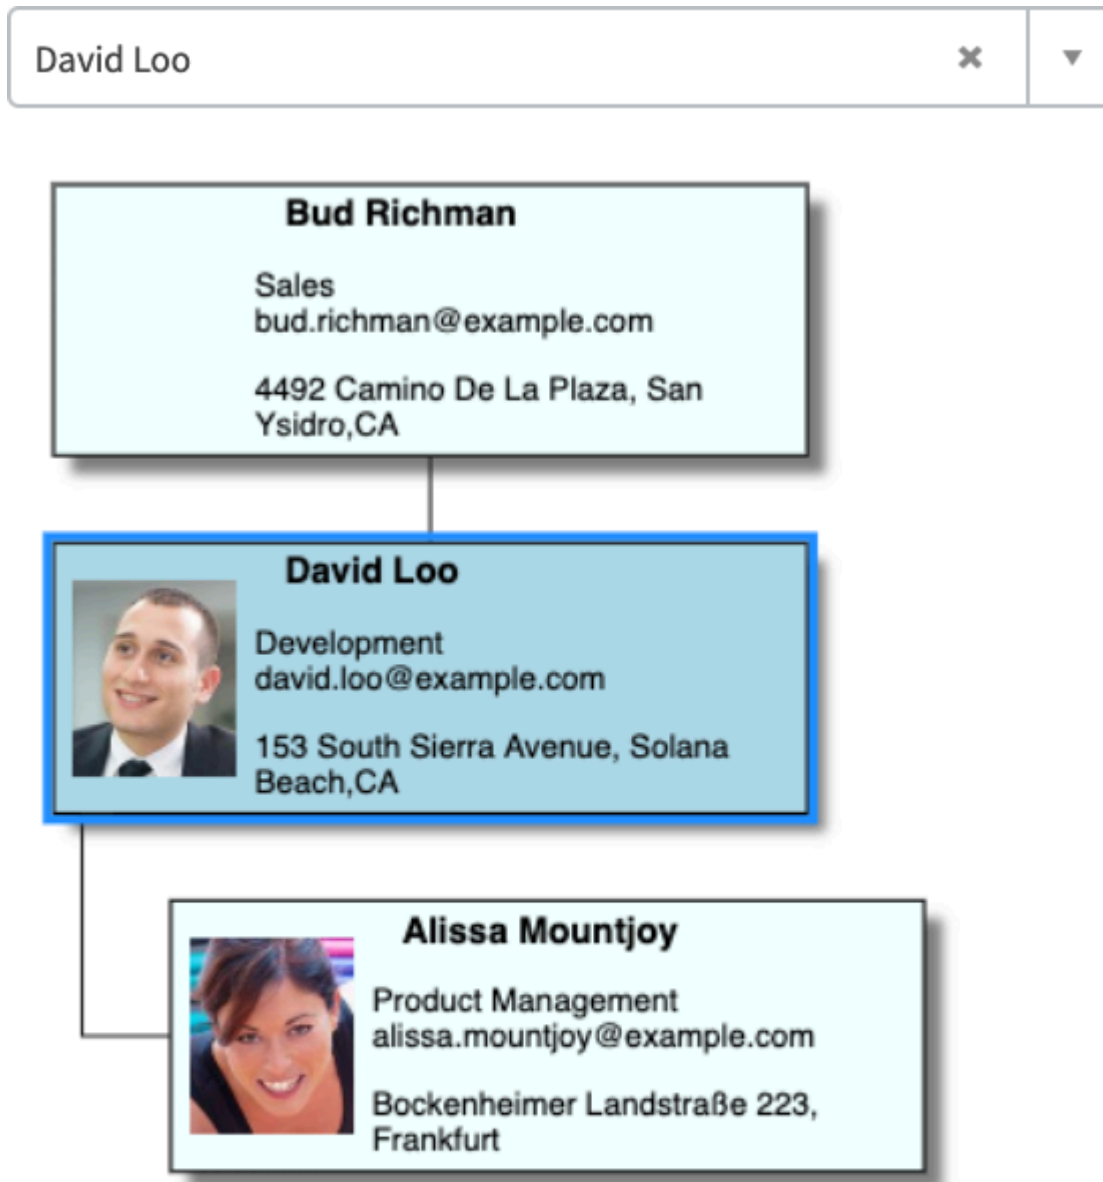 David Loo
Bud Richman
Sales
bud.richman@example.com
4492 Camino De La Plaza, San
Ysidro,CA
David Loo
Development
david.loo@example.com
153 South Sierra Avenue, Solana
Beach,CA
Alissa Mountjoy
Product Management
alissa.mountjoy@example.com
Bockenheimer Landstraße 223,
Frankfurt